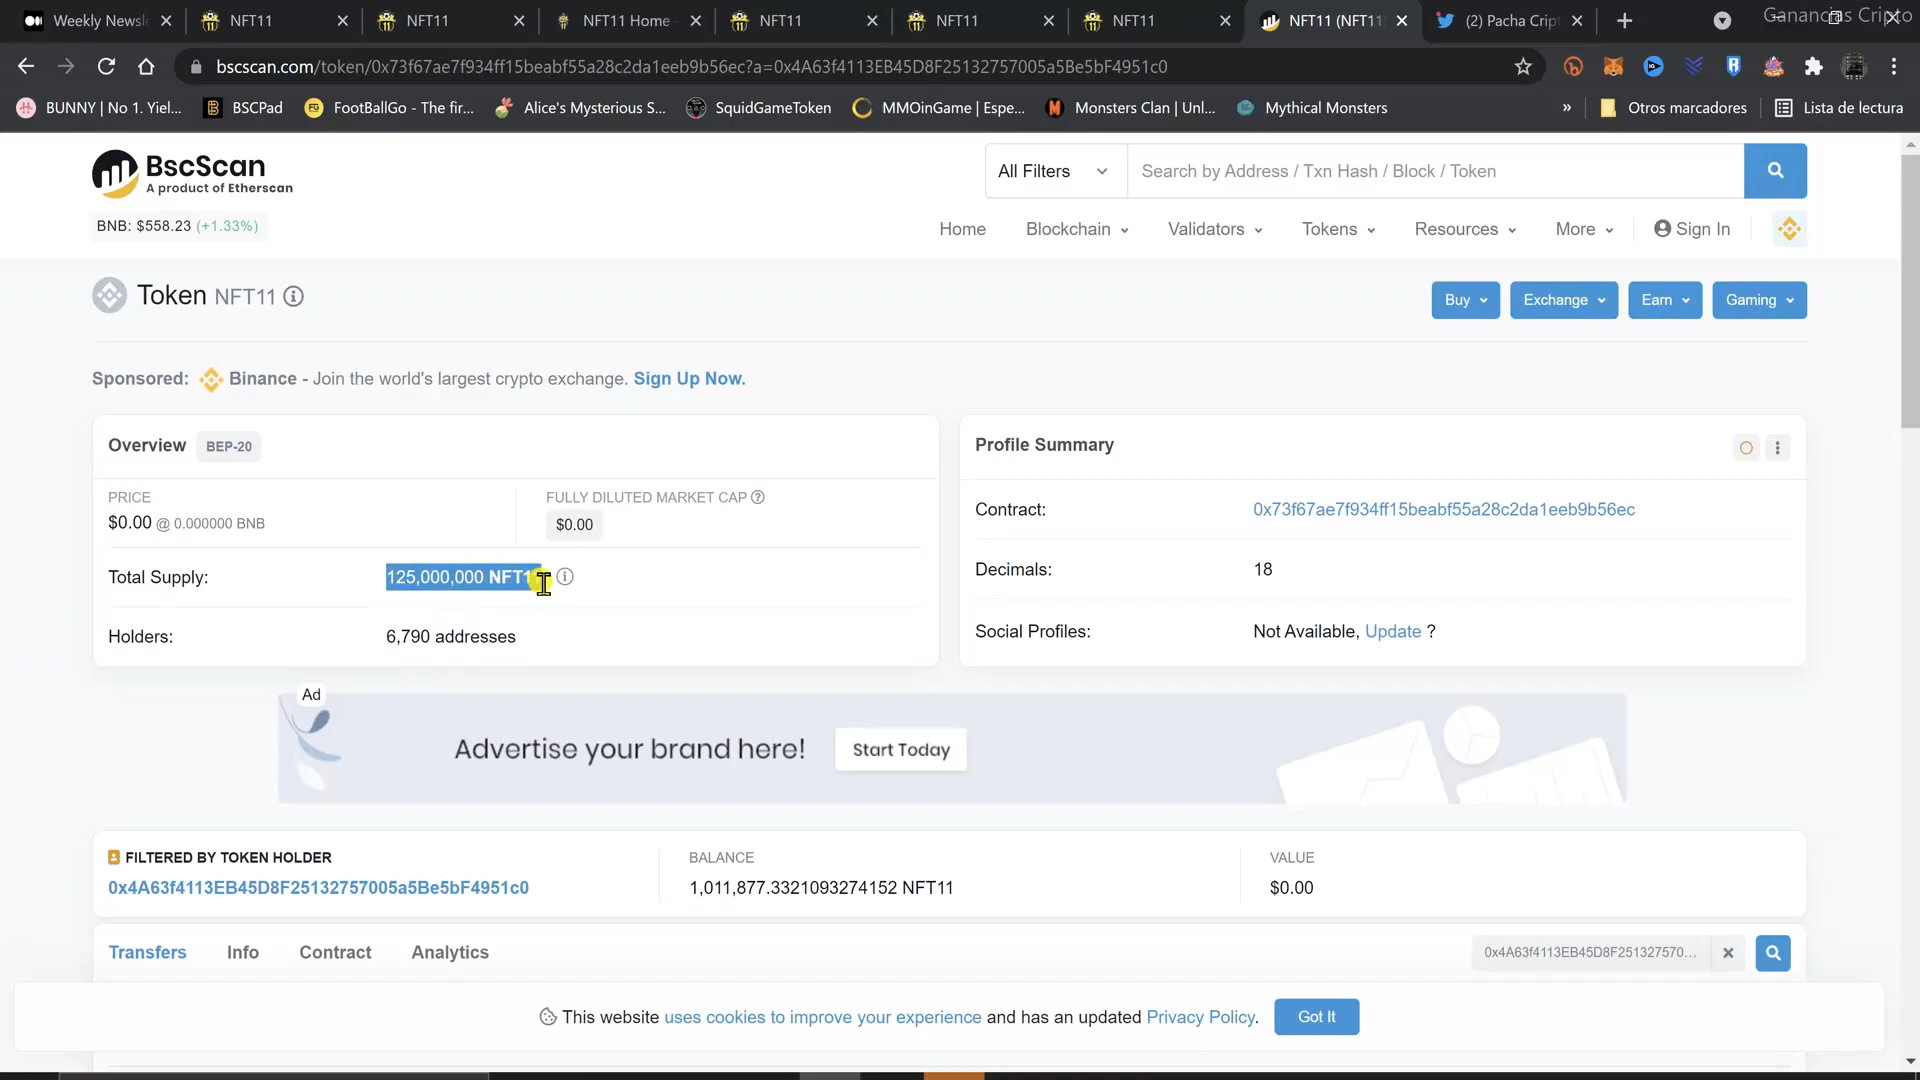 Weekly Newsl
NFT11
NFT11
NFT11 Home
NFT11
NFT11
NFT11
NFT11 (NFT11
(2) Pacha Crip
Ganancias Cripto
bscscan.com/token/0x73f67ae7f934ff15beabf55a28c2da1eeb9b56ec?a=0x4A63f4113EB45D8F25132757005a5Be5bF4951c0
BUNNY | No 1. Yiel...
BSCPad
FootBallGo - The fir...
Alice's Mysterious S...
SquidGameToken
MMOinGame | Espe...
Monsters Clan | Unl...
Mythical Monsters
»
Otros marcadores
Lista de lectura
BscScan
A product of Etherscan
All Filters
Search by Address / Txn Hash / Block / Token
BNB: $558.23 (+1.33%)
Home
Blockchain
Validators
Tokens
Resources
More
Sign In
Token NFT11
Buy
Exchange
Earn
Gaming
Sponsored: Binance - Join the world's largest crypto exchange. Sign Up Now.
Overview BEP-20
PRICE
$0.00 @ 0.000000 BNB
FULLY DILUTED MARKET CAP
$0.00
Total Supply: 125,000,000 NFT11
Holders: 6,790 addresses
Profile Summary
Contract: 0x73f67ae7f934ff15beabf55a28c2da1eeb9b56ec
Decimals: 18
Social Profiles: Not Available, Update ?
Ad
Advertise your brand here!
Start Today
FILTERED BY TOKEN HOLDER
0x4A63f4113EB45D8F25132757005a5Be5bF4951c0
BALANCE
1,011,877.3321093274152 NFT11
VALUE
$0.00
Transfers
Info
Contract
Analytics
0x4A63f4113EB45D8F251327570...
This website uses cookies to improve your experience and has an updated Privacy Policy.
Got It